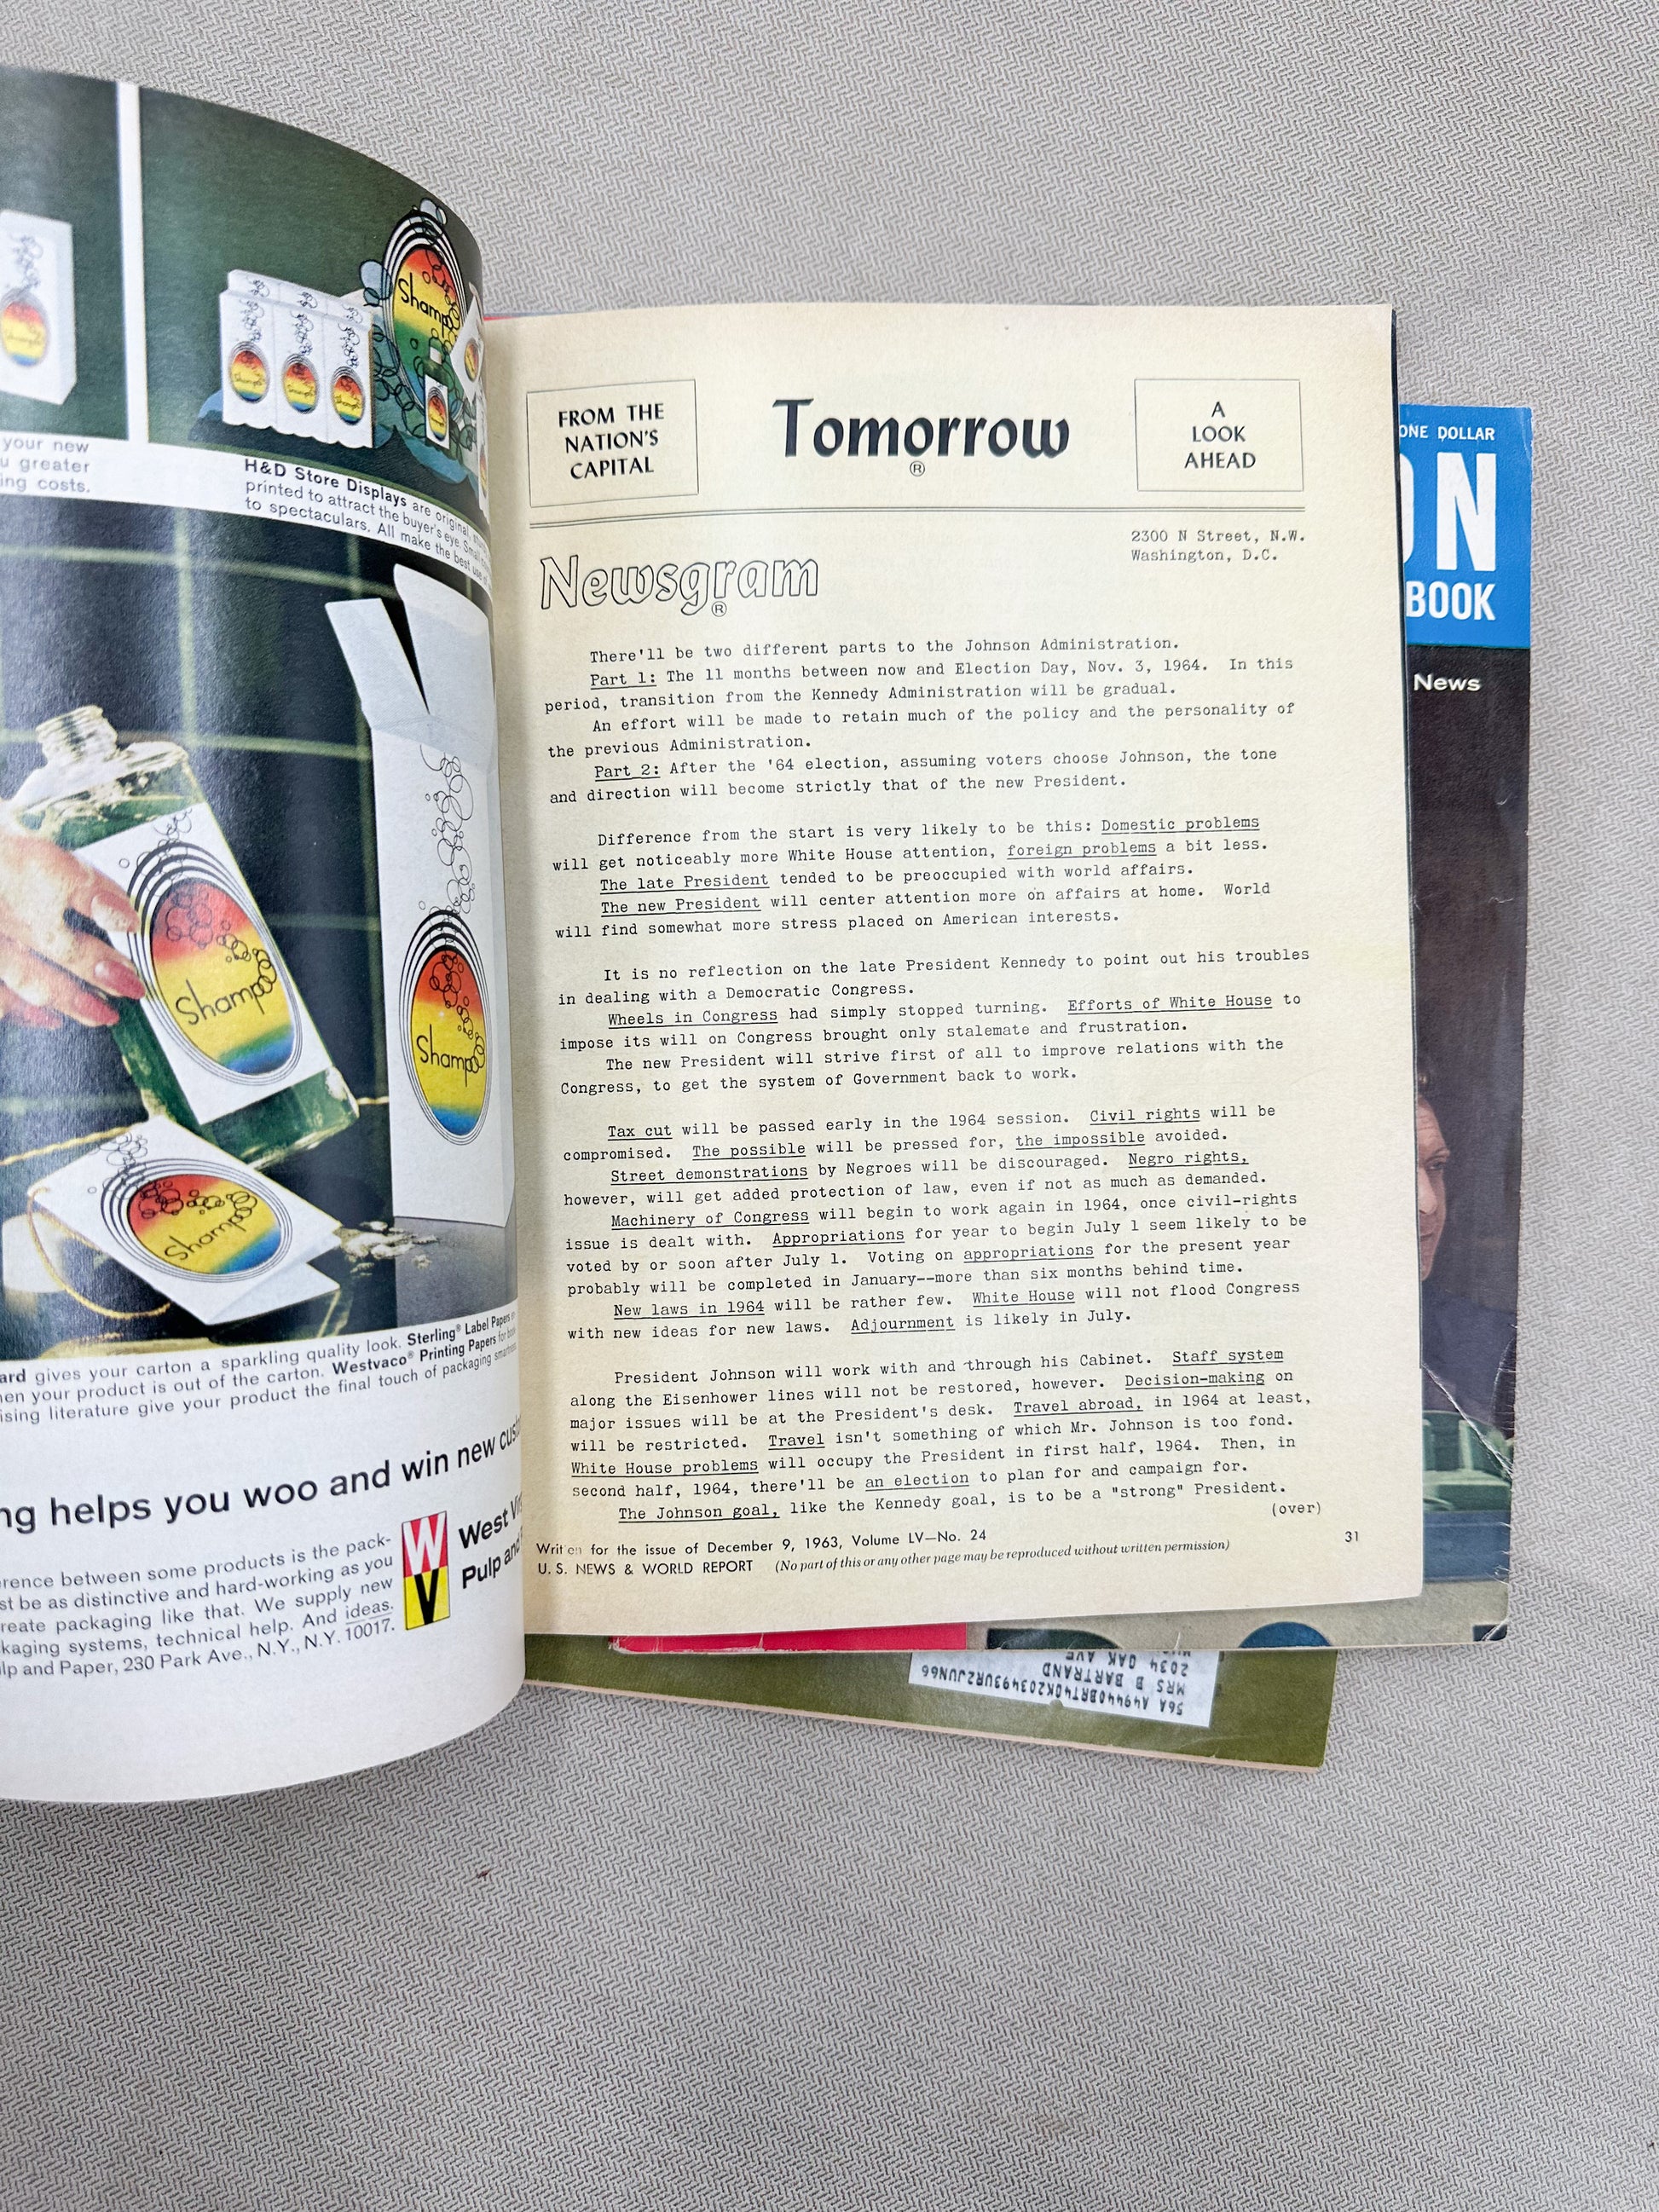 your new
u greater
ing costs.
Shampoo
Shampoo
Shampoo
Shampoo
Shampoo
H&D Store Displays are original,
printed to attract the buyer's eye.
to spectaculars. All make the best use
Shampoo
Shampoo
Shampoo
ard gives your carton a sparkling quality look. Sterling® Label Papers
hen your product is out of the carton. Westvaco® Printing Papers for
ising literature give your product the final touch of packaging
ng helps you woo and win new
rence between some products is the pack-
st be as distinctive and hard-working as you
reate packaging like that. We supply new
kaging systems, technical help. And ideas.
lp and Paper, 230 Park Ave., N.Y., N.Y. 10017.
W
V
West
Pulp and
FROM THE
NATION'S
CAPITAL
Tomorrow
®
A
LOOK
AHEAD
2300 N Street, N.W.
Washington, D.C.
Newsgram
®
There'll be two different parts to the Johnson Administration.
Part 1: The 11 months between now and Election Day, Nov. 3, 1964. In this
period, transition from the Kennedy Administration will be gradual.
An effort will be made to retain much of the policy and the personality of
the previous Administration.
Part 2: After the '64 election, assuming voters choose Johnson, the tone
and direction will become strictly that of the new President.
Difference from the start is very likely to be this: Domestic problems
will get noticeably more White House attention, foreign problems a bit less.
The late President tended to be preoccupied with world affairs.
The new President will center attention more on affairs at home. World
will find somewhat more stress placed on American interests.
It is no reflection on the late President Kennedy to point out his troubles
in dealing with a Democratic Congress.
Wheels in Congress had simply stopped turning. Efforts of White House to
impose its will on Congress brought only stalemate and frustration.
The new President will strive first of all to improve relations with the
Congress, to get the system of Government back to work.
Tax cut will be passed early in the 1964 session. Civil rights will be
compromised. The possible will be pressed for, the impossible avoided.
Street demonstrations by Negroes will be discouraged. Negro rights,
however, will get added protection of law, even if not as much as demanded.
Machinery of Congress will begin to work again in 1964, once civil-rights
issue is dealt with. Appropriations for year to begin July 1 seem likely to be
voted by or soon after July 1. Voting on appropriations for the present year
probably will be completed in January--more than six months behind time.
New laws in 1964 will be rather few. White House will not flood Congress
with new ideas for new laws. Adjournment is likely in July.
President Johnson will work with and through his Cabinet. Staff system
along the Eisenhower lines will not be restored, however. Decision-making on
major issues will be at the President's desk. Travel abroad, in 1964 at least,
will be restricted. Travel isn't something of which Mr. Johnson is too fond.
White House problems will occupy the President in first half, 1964. Then, in
second half, 1964, there'll be an election to plan for and campaign for.
The Johnson goal, like the Kennedy goal, is to be a "strong" President.
(over)
Writ en for the issue of December 9, 1963, Volume LV—No. 24
U. S. NEWS & WORLD REPORT (No part of this or any other page may be reproduced without written permission)
31
ONE DOLLAR
ON
BOOK
News
56A A4944OBRT40K203493UR2JUN66
MRS B BARTRAND
2034 OAK AVE